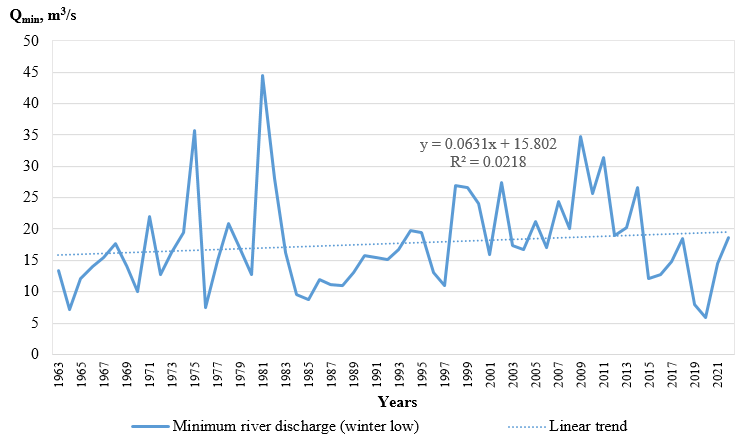 Qmin, m³/s
50
45
40
35
30
25
20
15
10
5
0
y = 0.0631x + 15.802
R² = 0.0218
1963 1965 1967 1969 1971 1973 1975 1977 1979 1981 1983 1985 1987 1989 1991 1993 1995 1997 1999 2001 2003 2005 2007 2009 2011 2013 2015 2017 2019 2021
Years
Minimum river discharge (winter low) Linear trend